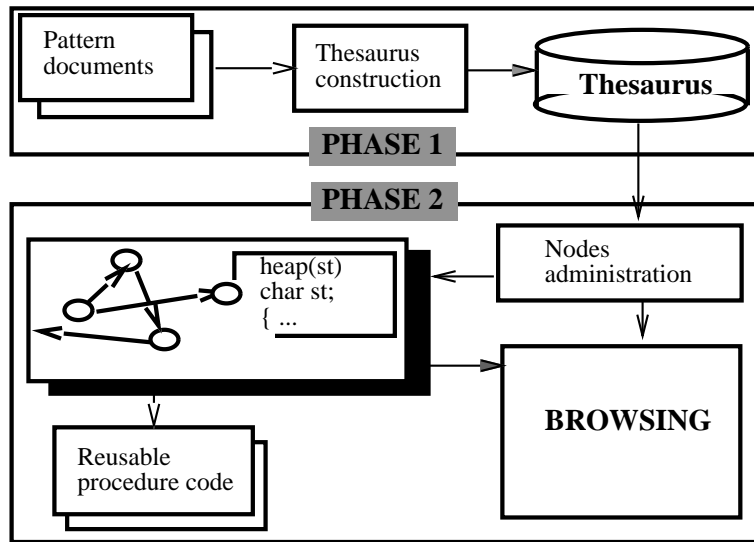 Pattern
documents
Thesaurus
construction
Thesaurus
PHASE 1
PHASE 2
heap(st)
char st;
{ ...
Nodes
administration
BROWSING
Reusable
procedure code